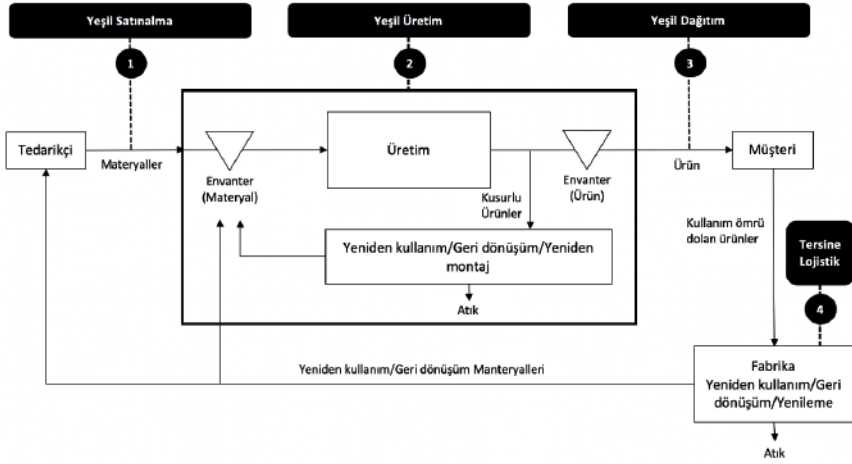 Yeşil Satınalma
Yeşil Üretim
Yeşil Dağıtım
1
2
3
Tedarikçi
Materyaller
Envanter
(Materyal)
Üretim
Kusurlu
Ürünler
Envanter
(Ürün)
Ürün
Müşteri
Yeniden kullanım/Geri dönüşüm/Yeniden
montaj
Atık
Kullanım ömrü
dolan ürünler
Tersine
Lojistik
4
Yeniden kullanım/Geri dönüşüm Manteryalleri
Fabrika
Yeniden kullanım/Geri
dönüşüm/Yenileme
Atık